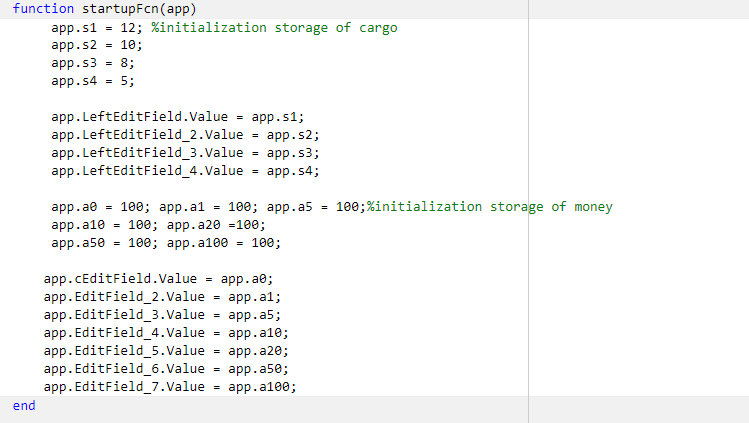 function startupFcn(app)
app.s1 = 12; %initialization storage of cargo
app.s2 = 10;
app.s3 = 8;
app.s4 = 5;
app.LeftEditField.Value = app.s1;
app.LeftEditField_2.Value = app.s2;
app.LeftEditField_3.Value = app.s3;
app.LeftEditField_4.Value = app.s4;
app.a0 = 100; app.a1 = 100; app.a5 = 100;%initialization storage of money
app.a10 = 100; app.a20 =100;
app.a50 = 100; app.a100 = 100;
app.cEditField.Value = app.a0;
app.EditField_2.Value = app.a1;
app.EditField_3.Value = app.a5;
app.EditField_4.Value = app.a10;
app.EditField_5.Value = app.a20;
app.EditField_6.Value = app.a50;
app.EditField_7.Value = app.a100;
end